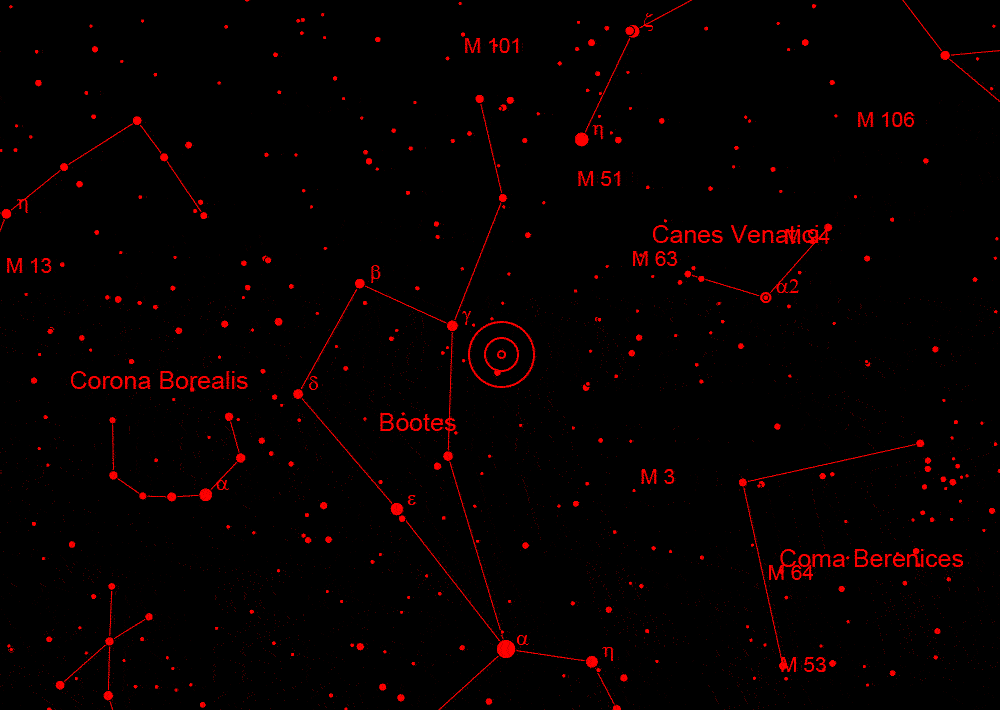 ζ
M 101
M 106
η
M 51
η
Canes Venatici
M 94
M 13
M 63
β
α2
γ
Corona Borealis
δ
Bootes
M 3
α
ε
Coma Berenices
M 64
α
η
M 53